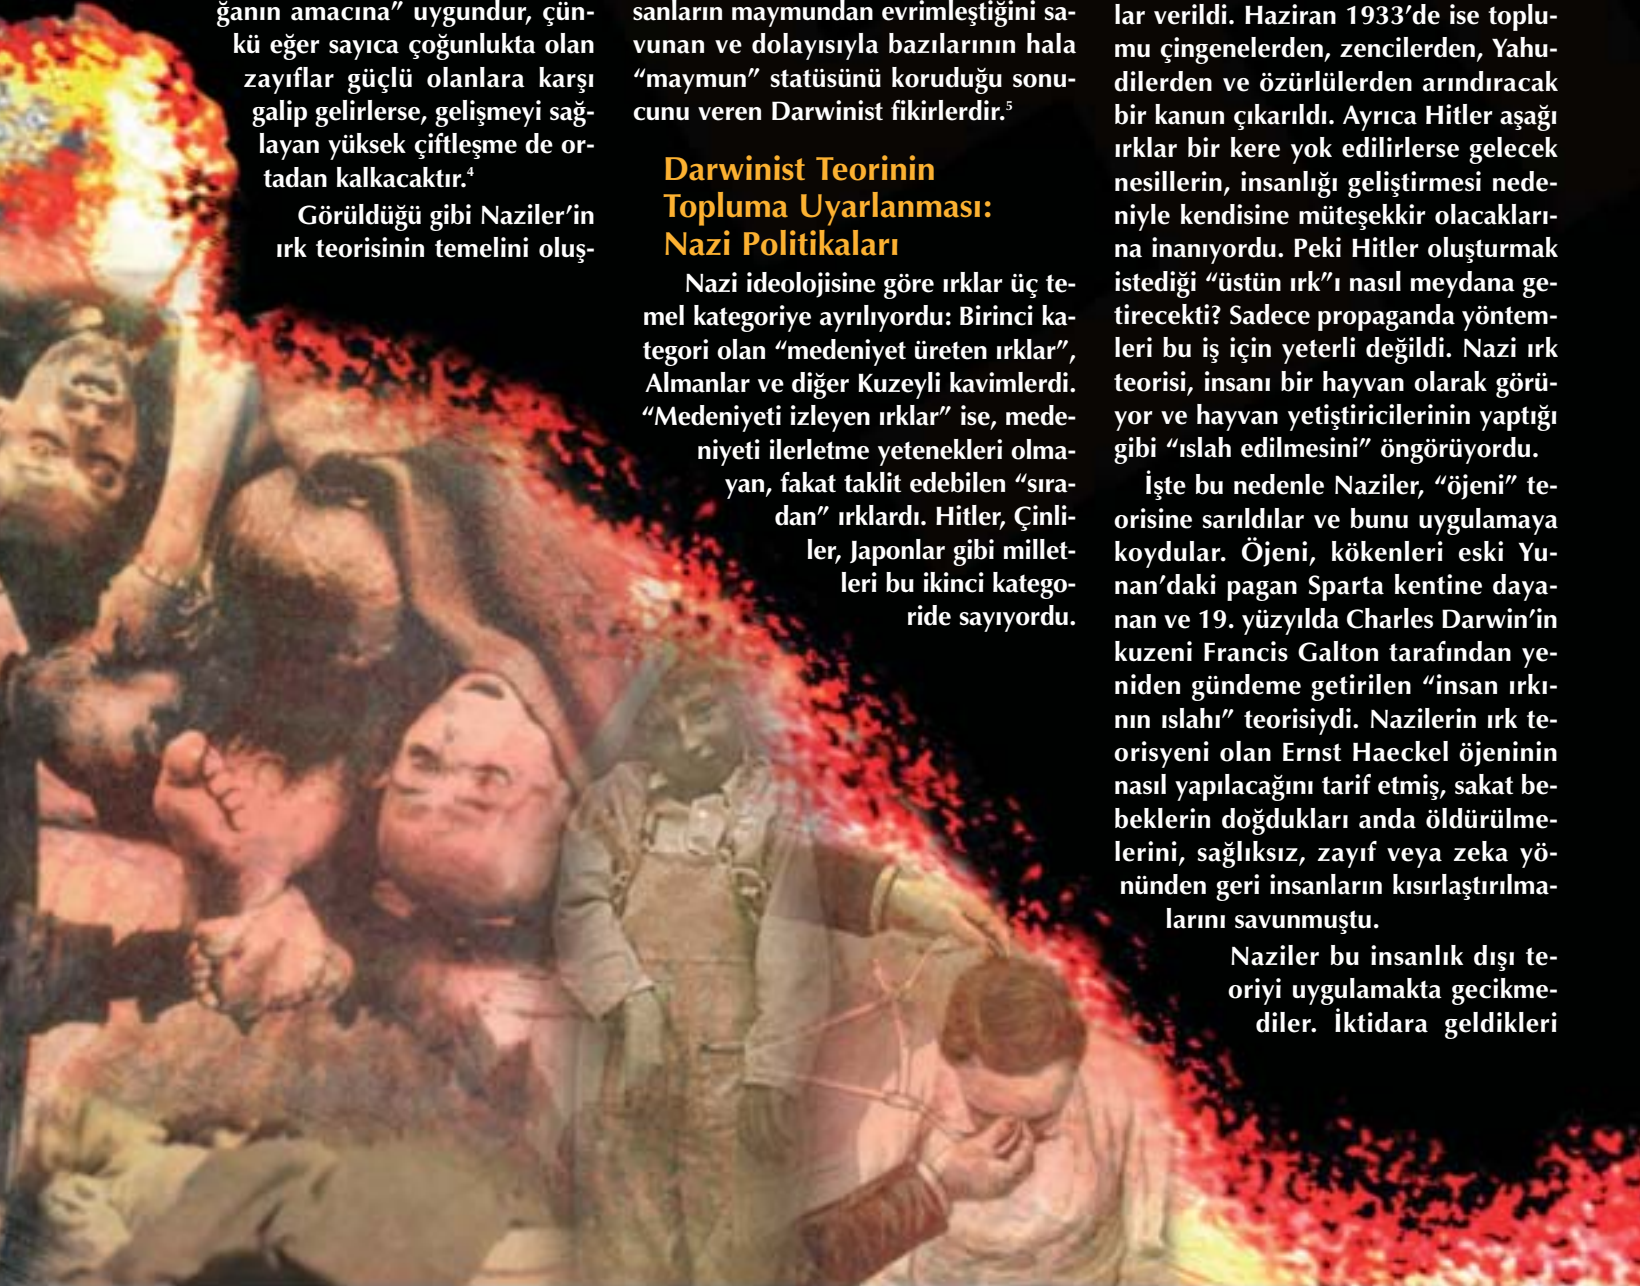 ğanın amacına” uygundur, çün-
kü eğer sayıca çoğunlukta olan
zayıflar güçlü olanlara karşı
galip gelirlerse, gelişmeyi sağ-
layan yüksek çiftleşme de or-
tadan kalkacaktır.4
Görüldüğü gibi Naziler’in
ırk teorisinin temelini oluş-
sanların maymundan evrimleştiğini sa-
vunan ve dolayısıyla bazılarının hala
“maymun” statüsünü koruduğu sonu-
cunu veren Darwinist fikirlerdir.5
Darwinist Teorinin
Topluma Uyarlanması:
Nazi Politikaları
Nazi ideolojisine göre ırklar üç te-
mel kategoriye ayrılıyordu: Birinci ka-
tegori olan “medeniyet üreten ırklar”,
Almanlar ve diğer Kuzeyli kavimlerdi.
“Medeniyeti izleyen ırklar” ise, mede-
niyeti ilerletme yetenekleri olma-
yan, fakat taklit edebilen “sıra-
dan” ırklardı. Hitler, Çinli-
ler, Japonlar gibi millet-
leri bu ikinci katego-
ride sayıyordu.
lar verildi. Haziran 1933’de ise toplu-
mu çingenelerden, zencilerden, Yahu-
dilerden ve özürlülerden arındıracak
bir kanun çıkarıldı. Ayrıca Hitler aşağı
ırklar bir kere yok edilirlerse gelecek
nesillerin, insanlığı geliştirmesi nede-
niyle kendisine müteşekkir olacakları-
na inanıyordu. Peki Hitler oluşturmak
istediği “üstün ırk”ı nasıl meydana ge-
tirecekti? Sadece propaganda yöntem-
leri bu iş için yeterli değildi. Nazi ırk
teorisi, insanı bir hayvan olarak görü-
yor ve hayvan yetiştiricilerinin yaptığı
gibi “ıslah edilmesini” öngörüyordu.
İşte bu nedenle Naziler, “öjeni” te-
orisine sarıldılar ve bunu uygulamaya
koydular. Öjeni, kökenleri eski Yu-
nan’daki pagan Sparta kentine daya-
nan ve 19. yüzyılda Charles Darwin’in
kuzeni Francis Galton tarafından ye-
niden gündeme getirilen “insan ırkı-
nın ıslahı” teorisiydi. Nazilerin ırk te-
orisyeni olan Ernst Haeckel öjeninin
nasıl yapılacağını tarif etmiş, sakat be-
beklerin doğdukları anda öldürülme-
lerini, sağlıksız, zayıf veya zeka yö-
nünden geri insanların kısırlaştırılma-
larını savunmuştu.
Naziler bu insanlık dışı te-
oriyi uygulamakta gecikme-
diler. İktidara geldikleri